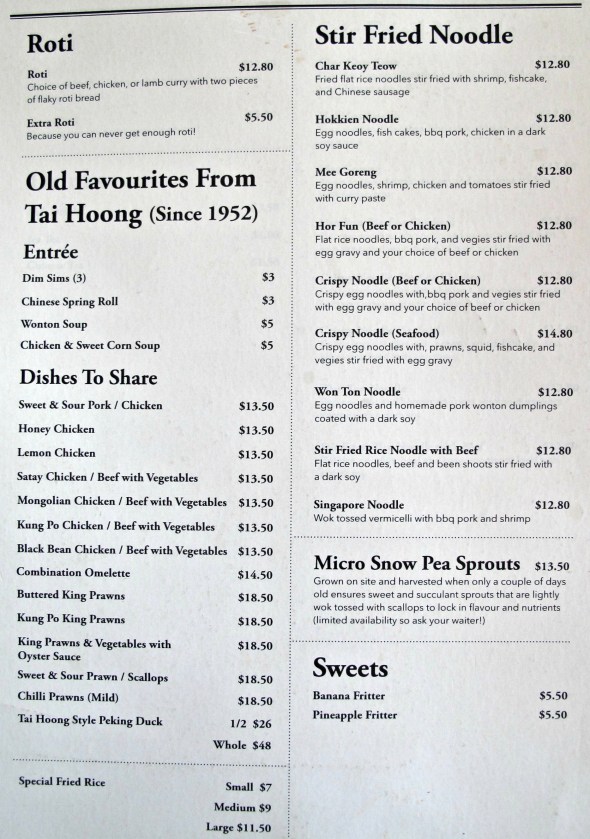 Roti
Roti $12.80
Choice of beef, chicken, or lamb curry with two pieces
of flaky roti bread
Extra Roti $5.50
Because you can never get enough roti!
Old Favourites From
Tai Hoong (Since 1952)
Entrée
Dim Sims (3) $3
Chinese Spring Roll $3
Wonton Soup $5
Chicken & Sweet Corn Soup $5
Dishes To Share
Sweet & Sour Pork / Chicken $13.50
Honey Chicken $13.50
Lemon Chicken $13.50
Satay Chicken / Beef with Vegetables $13.50
Mongolian Chicken / Beef with Vegetables $13.50
Kung Po Chicken / Beef with Vegetables $13.50
Black Bean Chicken / Beef with Vegetables $13.50
Combination Omelette $14.50
Buttered King Prawns $18.50
Kung Po King Prawns $18.50
King Prawns & Vegetables with
Oyster Sauce $18.50
Sweet & Sour Prawn / Scallops $18.50
Chilli Prawns (Mild) $18.50
Tai Hoong Style Peking Duck 1/2 $26
Whole $48
Special Fried Rice Small $7
Medium $9
Large $11.50
Stir Fried Noodle
Char Keoy Teow $12.80
Fried flat rice noodles stir fried with shrimp, fishcake,
and Chinese sausage
Hokkien Noodle $12.80
Egg noodles, fish cakes, bbq pork, chicken in a dark
soy sauce
Mee Goreng $12.80
Egg noodles, shrimp, chicken and tomatoes stir fried
with curry paste
Hor Fun (Beef or Chicken) $12.80
Flat rice noodles, bbq pork, and vegies stir fried with
egg gravy and your choice of beef or chicken
Crispy Noodle (Beef or Chicken) $12.80
Crispy egg noodles with,bbq pork and vegies stir fried
with egg gravy and your choice of beef or chicken
Crispy Noodle (Seafood) $14.80
Crispy egg noodles with, prawns, squid, fishcake, and
vegies stir fried with egg gravy
Won Ton Noodle $12.80
Egg noodles and homemade pork wonton dumplings
coated with a dark soy
Stir Fried Rice Noodle with Beef $12.80
Flat rice noodles, beef and been shoots stir fried with
a dark soy
Singapore Noodle $12.80
Wok tossed vermicelli with bbq pork and shrimp
Micro Snow Pea Sprouts $13.50
Grown on site and harvested when only a couple of days
old ensures sweet and succulant sprouts that are lightly
wok tossed with scallops to lock in flavour and nutrients
(limited availability so ask your waiter!)
Sweets
Banana Fritter $5.50
Pineapple Fritter $5.50